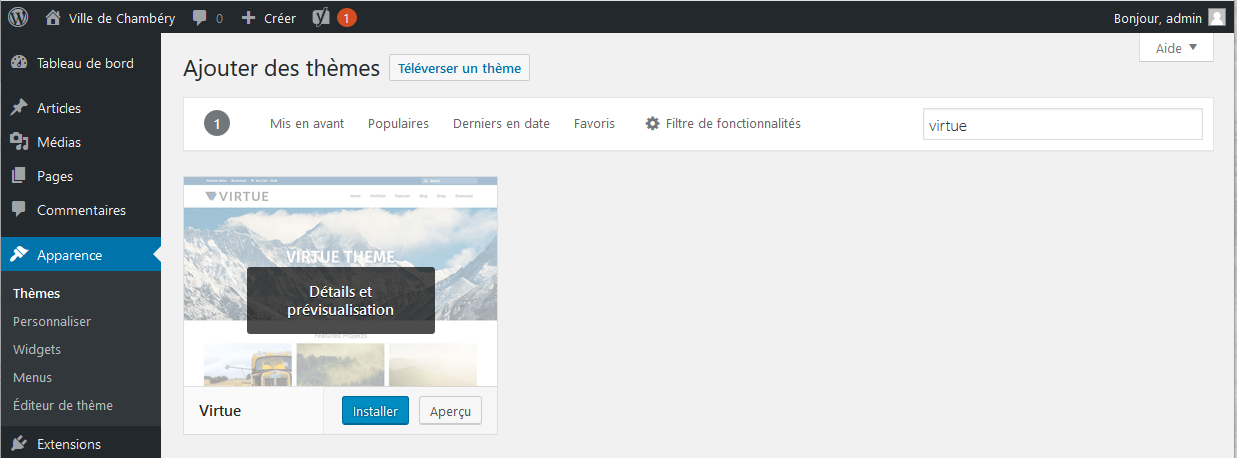 Ville de Chambéry 0 Créer 1 Bonjour, admin
Aide
Tableau de bord
Articles
Médias
Pages
Commentaires
Apparence
Thèmes
Personnaliser
Widgets
Menus
Éditeur de thème
Extensions
Ajouter des thèmes Téléverser un thème
1 Mis en avant Populaires Derniers en date Favoris Filtre de fonctionnalités virtue
VIRTUE
VIRTUE THEME
Détails et
prévisualisation
Featured Projects
Virtue Installer Aperçu